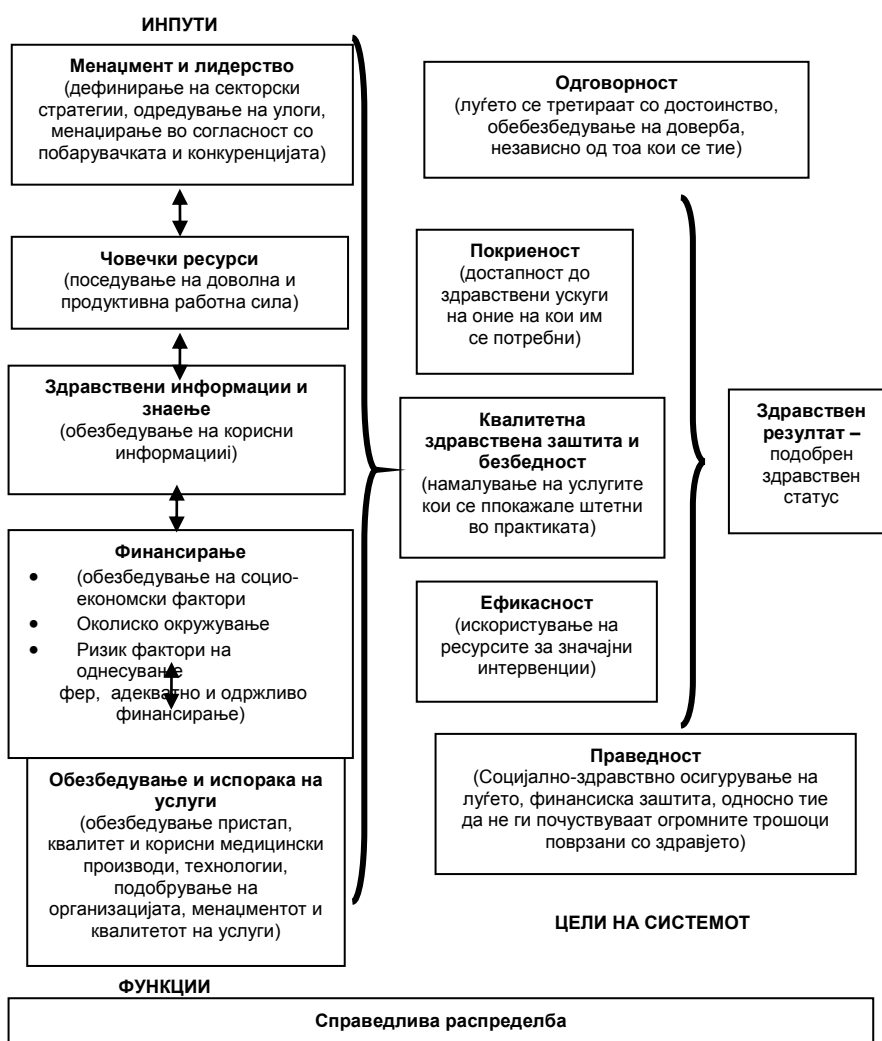 ИНПУТИ
Менаџмент и лидерство
(дефинирање на секторски
стратегии, одредување на улоги,
менаџирање во согласност со
побарувачката и конкуренцијата)
Човечки ресурси
(поседување на доволна и
продуктивна работна сила)
Здравствени информации и
знаење
(обезбедување на корисни
информацииі)
Финансирање
• (обезбедување на социо-
економски фактори
• Околиско окружување
• Ризик фактори на
однесување
фер, адекватно и одржливо
финансирање)
Обезбедување и испорака на
услуги
(обезбедување пристап,
квалитет и корисни медицински
производи, технологии,
подобрување на
организацијата, менаџментот и
квалитетот на услуги)
ФУНКЦИИ
Одговорност
(луѓето се третираат со достоинство,
обебезбедување на доверба,
независно од тоа кои се тие)
Покриеност
(достапност до
здравствени ускуги
на оние на кои им
се потребни)
Квалитетна
здравствена заштита и
безбедност
(намалување на услугите
кои се ппокажале штетни
во практиката)
Ефикасност
(искористување на
ресурсите за значајни
интервенции)
Праведност
(Социјално-здравствно осигурување на
луѓето, финансиска заштита, односно тие
да не ги почуствуваат огромните трошоци
поврзани со здравјето)
ЦЕЛИ НА СИСТЕМОТ
Здравствен
резултат –
подобрен
здравствен
статус
Справедлива распределба